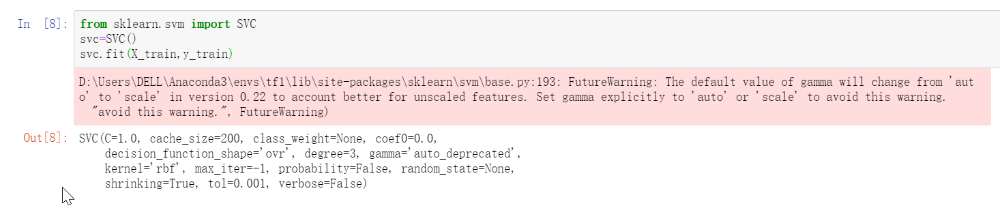 In [8]: from sklearn.svm import SVC
svc=SVC()
svc.fit(X_train,y_train)
D:\Users\DELL\Anaconda3\envs\tf1\lib\site-packages\sklearn\svm\base.py:193: FutureWarning: The default value of gamma will change from 'aut
o' to 'scale' in version 0.22 to account better for unscaled features. Set gamma explicitly to 'auto' or 'scale' to avoid this warning.
"avoid this warning.", FutureWarning)
Out[8]: SVC(C=1.0, cache_size=200, class_weight=None, coef0=0.0,
decision_function_shape='ovr', degree=3, gamma='auto_deprecated',
kernel='rbf', max_iter=-1, probability=False, random_state=None,
shrinking=True, tol=0.001, verbose=False)